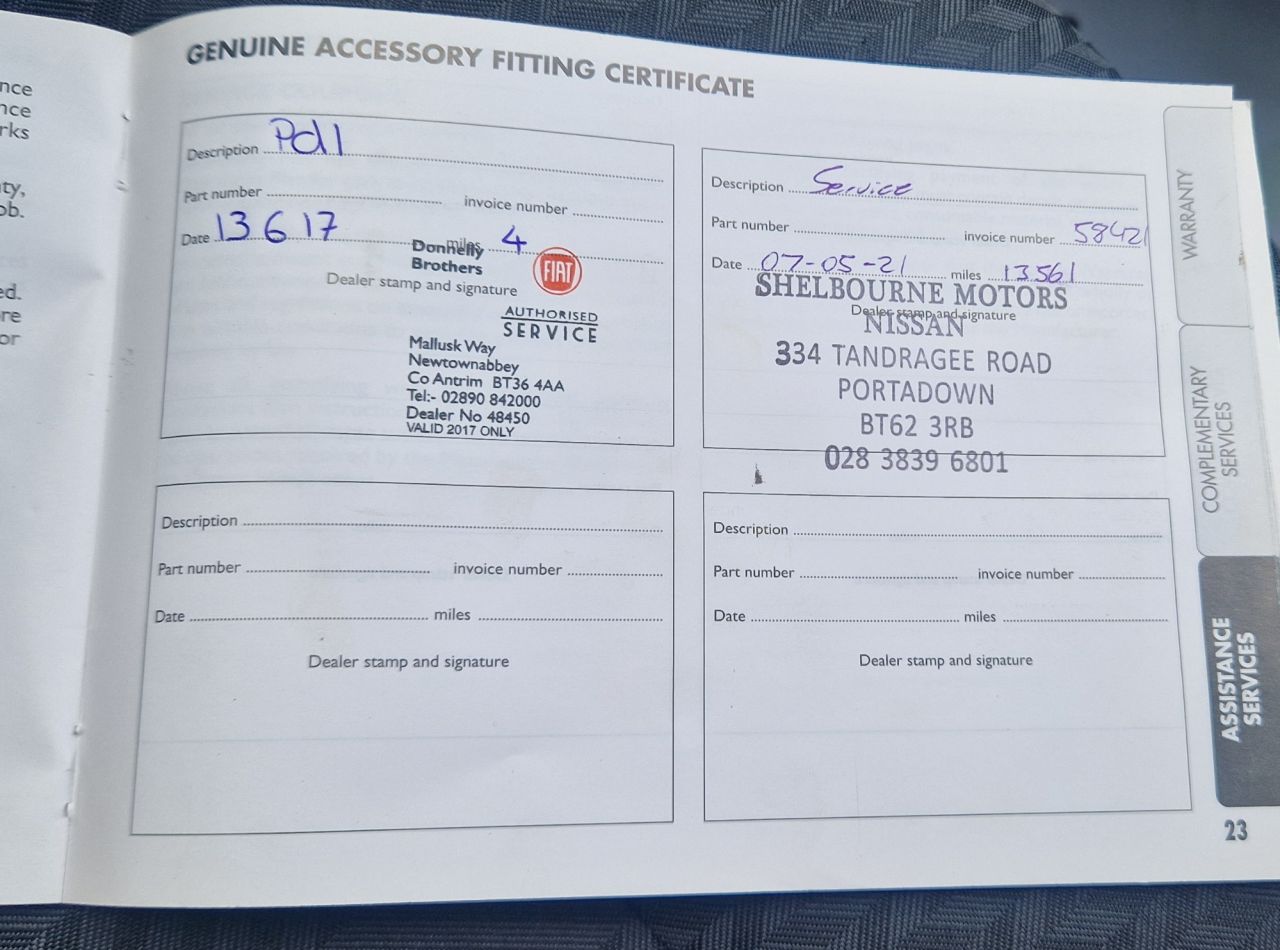 nce
nce
rks
ty,
ob.
ed.
re
or
GENUINE ACCESSORY FITTING CERTIFICATE
Description PdI
Part number invoice number
Date 13 6 17 miles 4
Donnelly
Brothers
FIAT
Dealer stamp and signature
AUTHORISED
SERVICE
Mallusk Way
Newtownabbey
Co Antrim BT36 4AA
Tel:- 02890 842000
Dealer No 48450
VALID 2017 ONLY
Description Service
Part number invoice number 58421
Date 07-05-21 miles 13561
SHELBOURNE MOTORS
Dealer stamp and signature
NISSAN
334 TANDRAGEE ROAD
PORTADOWN
BT62 3RB
028 3839 6801
Description
Part number invoice number
Date miles
Dealer stamp and signature
Description
Part number invoice number
Date miles
Dealer stamp and signature
WARRANTY
COMPLEMENTARY
SERVICES
ASSISTANCE
SERVICES
23